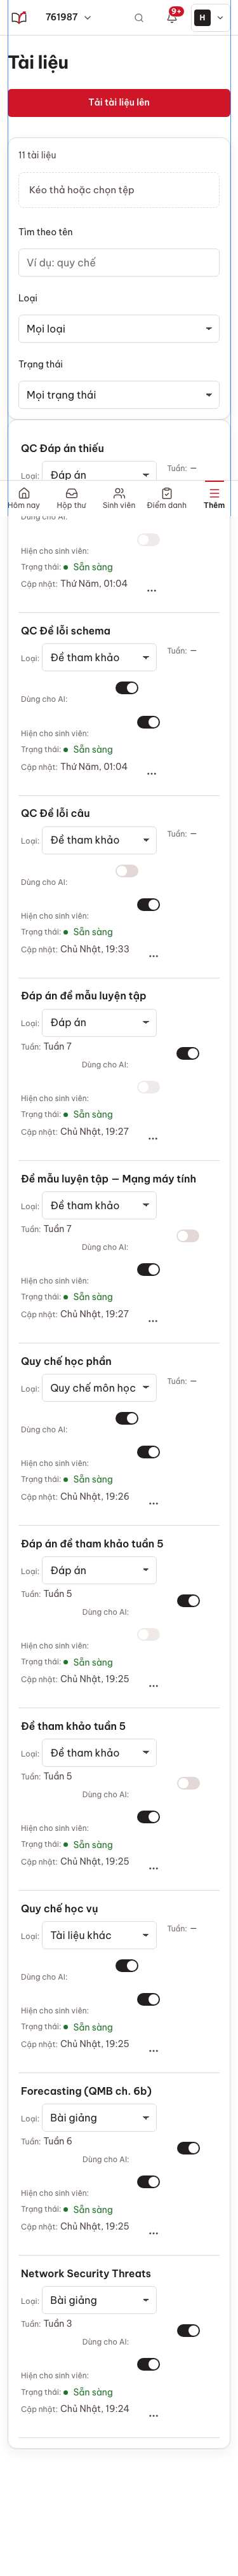 761987
9+
H
Tài liệu
Tải tài liệu lên
11 tài liệu
Kéo thả hoặc chọn tệp
Tìm theo tên
Ví dụ: quy chế
Loại
Mọi loại
Trạng thái
Mọi trạng thái
QC Đáp án thiếu
Loại: Đáp án Tuần: —
Hôm nay Hộp thư Sinh viên Điểm danh Thêm
Dùng cho AI:
Hiện cho sinh viên:
Trạng thái: Sẵn sàng
Cập nhật: Thứ Năm, 01:04
QC Đề lỗi schema
Loại: Đề tham khảo Tuần: —
Dùng cho AI:
Hiện cho sinh viên:
Trạng thái: Sẵn sàng
Cập nhật: Thứ Năm, 01:04
QC Đề lỗi câu
Loại: Đề tham khảo Tuần: —
Dùng cho AI:
Hiện cho sinh viên:
Trạng thái: Sẵn sàng
Cập nhật: Chủ Nhật, 19:33
Đáp án đề mẫu luyện tập
Loại: Đáp án
Tuần: Tuần 7
Dùng cho AI:
Hiện cho sinh viên:
Trạng thái: Sẵn sàng
Cập nhật: Chủ Nhật, 19:27
Đề mẫu luyện tập — Mạng máy tính
Loại: Đề tham khảo
Tuần: Tuần 7
Dùng cho AI:
Hiện cho sinh viên:
Trạng thái: Sẵn sàng
Cập nhật: Chủ Nhật, 19:27
Quy chế học phần
Loại: Quy chế môn học Tuần: —
Dùng cho AI:
Hiện cho sinh viên:
Trạng thái: Sẵn sàng
Cập nhật: Chủ Nhật, 19:26
Đáp án đề tham khảo tuần 5
Loại: Đáp án
Tuần: Tuần 5
Dùng cho AI:
Hiện cho sinh viên:
Trạng thái: Sẵn sàng
Cập nhật: Chủ Nhật, 19:25
Đề tham khảo tuần 5
Loại: Đề tham khảo
Tuần: Tuần 5
Dùng cho AI:
Hiện cho sinh viên:
Trạng thái: Sẵn sàng
Cập nhật: Chủ Nhật, 19:25
Quy chế học vụ
Loại: Tài liệu khác Tuần: —
Dùng cho AI:
Hiện cho sinh viên:
Trạng thái: Sẵn sàng
Cập nhật: Chủ Nhật, 19:25
Forecasting (QMB ch. 6b)
Loại: Bài giảng
Tuần: Tuần 6
Dùng cho AI:
Hiện cho sinh viên:
Trạng thái: Sẵn sàng
Cập nhật: Chủ Nhật, 19:25
Network Security Threats
Loại: Bài giảng
Tuần: Tuần 3
Dùng cho AI:
Hiện cho sinh viên:
Trạng thái: Sẵn sàng
Cập nhật: Chủ Nhật, 19:24